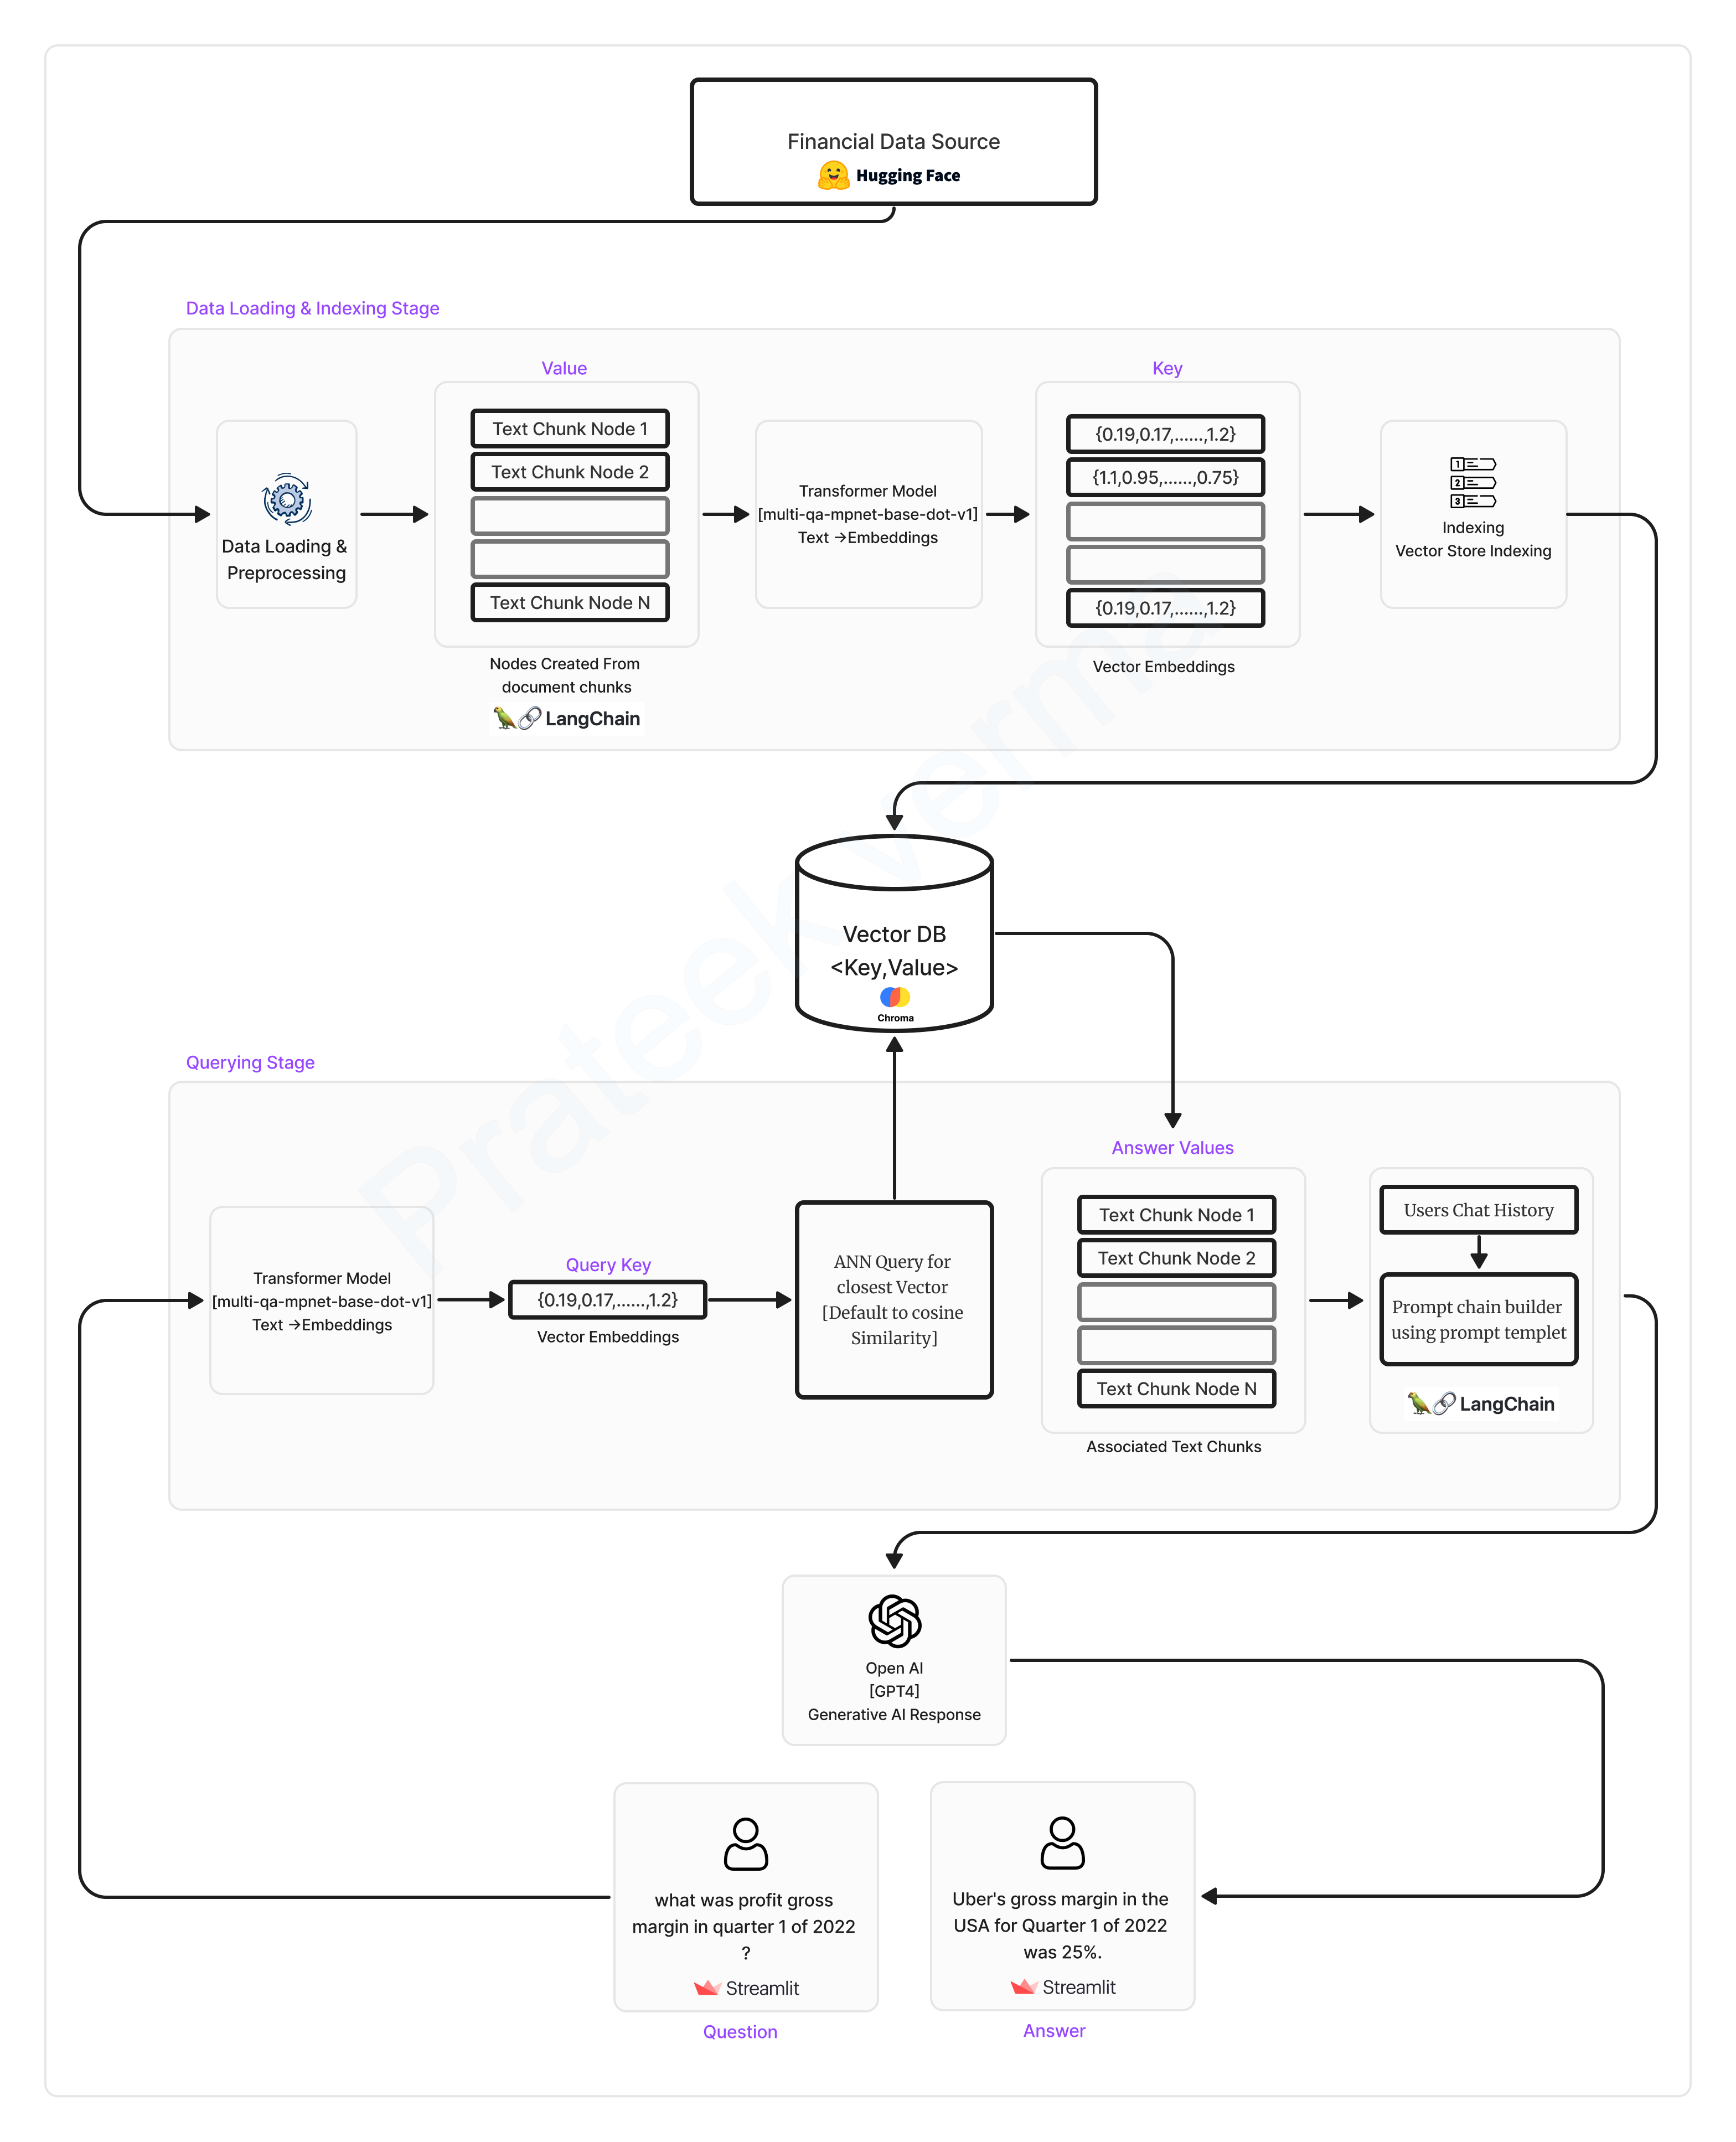 Financial Data Source
Hugging Face
Data Loading & Indexing Stage
Value
Key
Text Chunk Node 1
Text Chunk Node 2
Text Chunk Node N
Nodes Created From
document chunks
LangChain
Data Loading &
Preprocessing
Transformer Model
[multi-qa-mpnet-base-dot-v1]
Text →Embeddings
{0.19,0.17,......,1.2}
{1.1,0.95,......,0.75}
{0.19,0.17,......,1.2}
Vector Embeddings
1
2
3
Indexing
Vector Store Indexing
Vector DB
<Key,Value>
Chroma
Prateek verma
Querying Stage
Transformer Model
[multi-qa-mpnet-base-dot-v1]
Text →Embeddings
Query Key
{0.19,0.17,......,1.2}
Vector Embeddings
ANN Query for
closest Vector
[Default to cosine
Similarity]
Answer Values
Text Chunk Node 1
Text Chunk Node 2
Text Chunk Node N
Associated Text Chunks
Users Chat History
Prompt chain builder
using prompt templet
LangChain
Open AI
[GPT4]
Generative AI Response
what was profit gross
margin in quarter 1 of 2022
?
Streamlit
Question
Uber's gross margin in the
USA for Quarter 1 of 2022
was 25%.
Streamlit
Answer